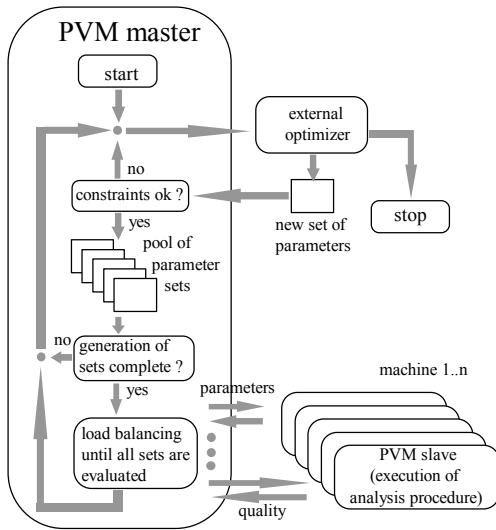 PVM master
start
external
optimizer
no
constraints ok ?
yes
new set of
parameters
stop
pool of
parameter
sets
no
generation of
sets complete ?
yes
parameters
machine 1..n
load balancing
until all sets are
evaluated
PVM slave
(execution of
analysis procedure)
quality